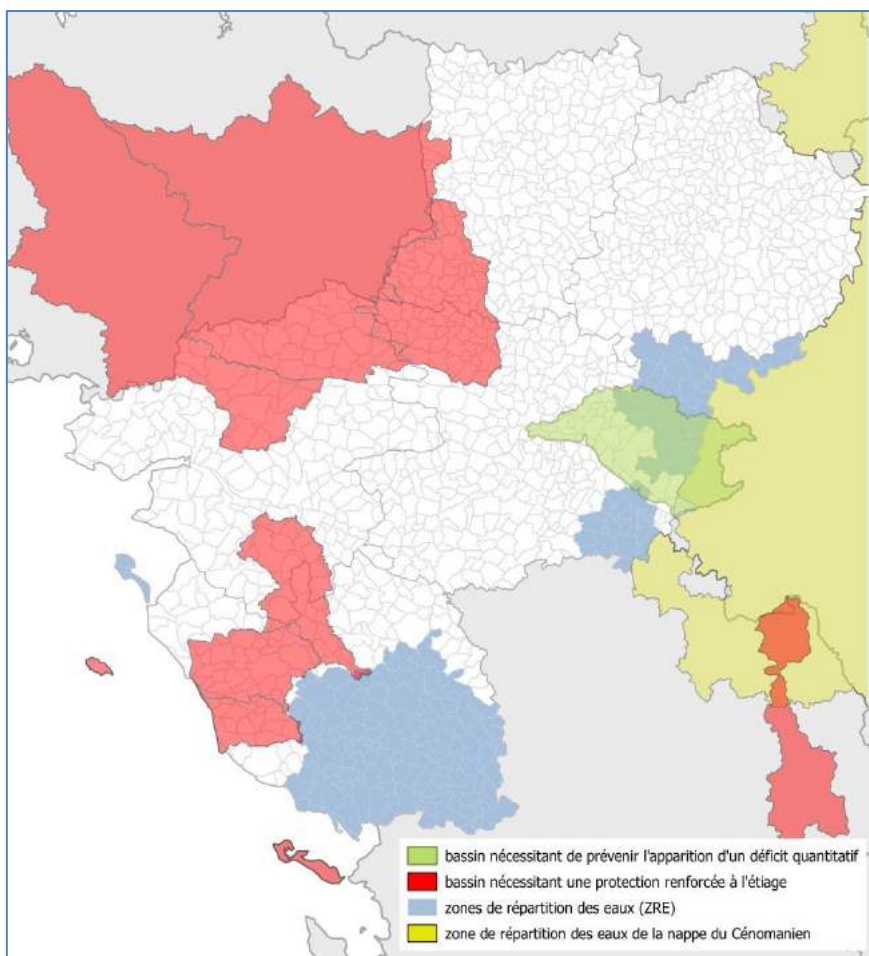 bassin nécessitant de prévenir l'apparition d'un déficit quantitatif
bassin nécessitant une protection renforcée à l'étiage
zones de répartition des eaux (ZRE)
zone de répartition des eaux de la nappe du Cénomanien